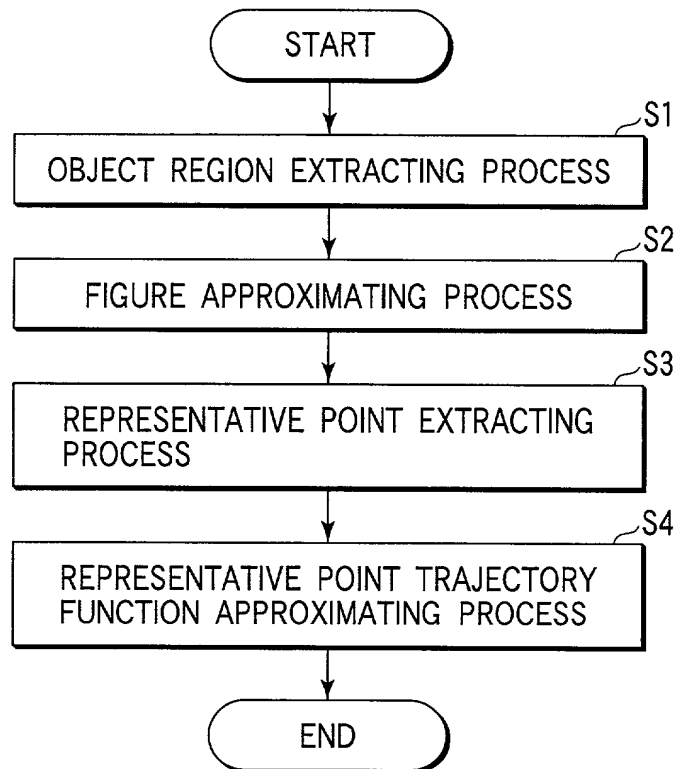 START
S1
OBJECT REGION EXTRACTING PROCESS
S2
FIGURE APPROXIMATING PROCESS
S3
REPRESENTATIVE POINT EXTRACTING
PROCESS
S4
REPRESENTATIVE POINT TRAJECTORY
FUNCTION APPROXIMATING PROCESS
END